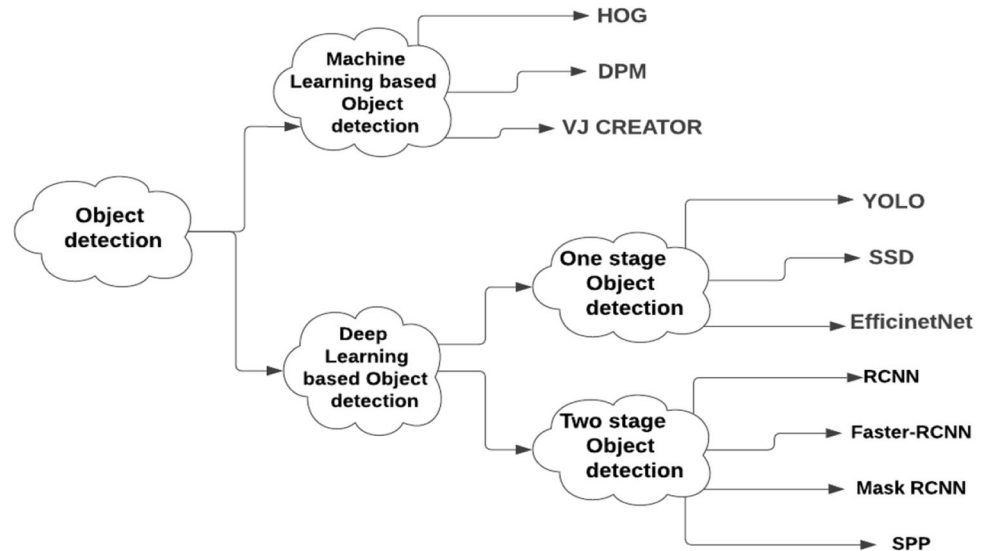 Object
detection
Machine
Learning based
Object
detection
HOG
DPM
VJ CREATOR
Deep
Learning
based Object
detection
One stage
Object
detection
YOLO
SSD
EfficinetNet
Two stage
Object
detection
RCNN
Faster-RCNN
Mask RCNN
SPP